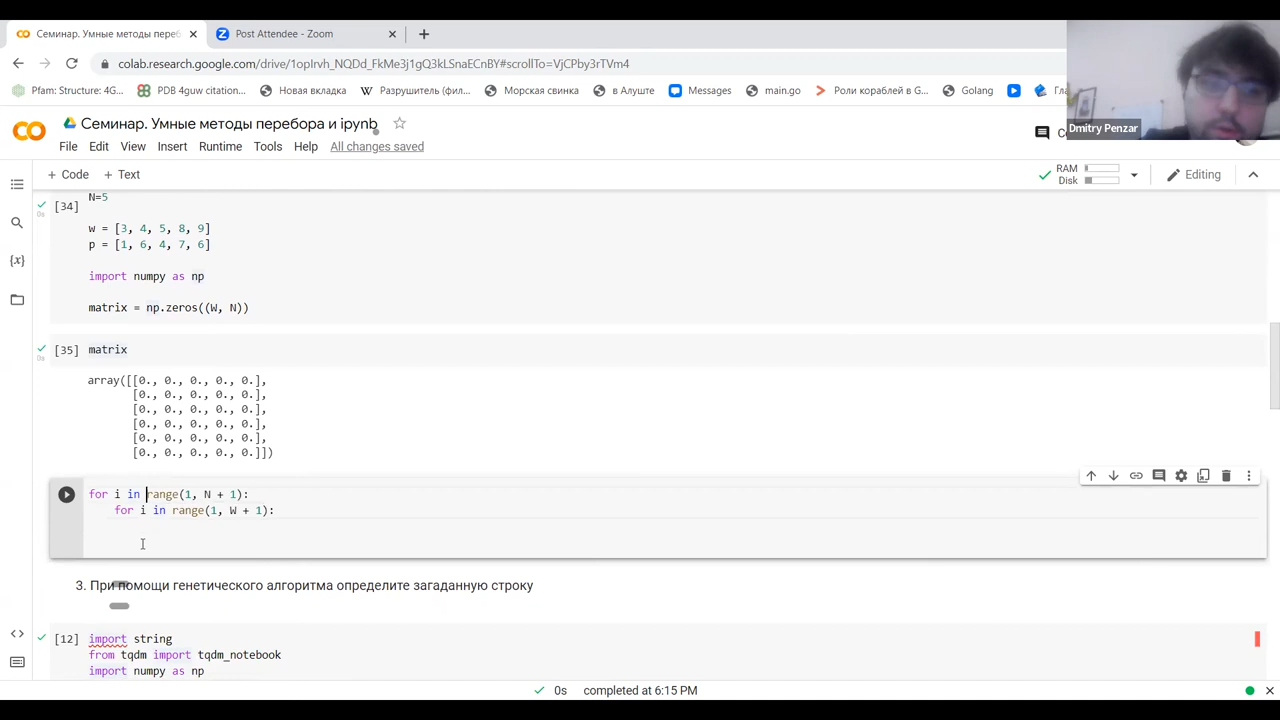 Семинар. Умные методы переб
Post Attendee - Zoom
colab.research.google.com/drive/1opIrvh_NQDd_FkMe3j1gQ3kLSnaECnBY#scrollTo=VjCPby3rTVm4
Pfam: Structure: 4G...
PDB 4guw катаlitic...
Новая вкладка
Разрушитель (фил...
Морская свинка
в Алуште
Messages
main.go
Роли кораблей в G...
Golang
Dmitry Penzar
Семинар. Умные методы перебора и ipynb
File Edit View Insert Runtime Tools Help All changes saved
+ Code + Text
RAM
Disk
Editing
N=5
[34]
w = [3, 4, 5, 8, 9]
p = [1, 6, 4, 7, 6]
import numpy as np
matrix = np.zeros((W, N))
[35] matrix
array([[0., 0., 0., 0., 0.],
[0., 0., 0., 0., 0.],
[0., 0., 0., 0., 0.],
[0., 0., 0., 0., 0.],
[0., 0., 0., 0., 0.],
[0., 0., 0., 0., 0.]])
for i in range(1, N + 1):
for i in range(1, W + 1):
3. При помощи генетического алгоритма определите загаданную строку
[12] import string
from tqdm import tqdm_notebook
import numpy as np
0s completed at 6:15 PM